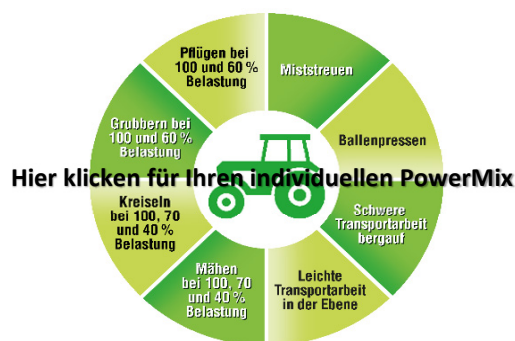 Pflügen bei
100 und 60 %
Belastung
Miststreuen
Grubbern bei
100 und 60 %
Belastung
Ballenpressen
Hier klicken für Ihren individuellen PowerMix
Kreiseln
bei 100, 70
und 40 %
Belastung
Schwere
Transportarbeit
bergauf
Mähen
bei 100, 70
und 40 %
Belastung
Leichte
Transportarbeit
in der Ebene